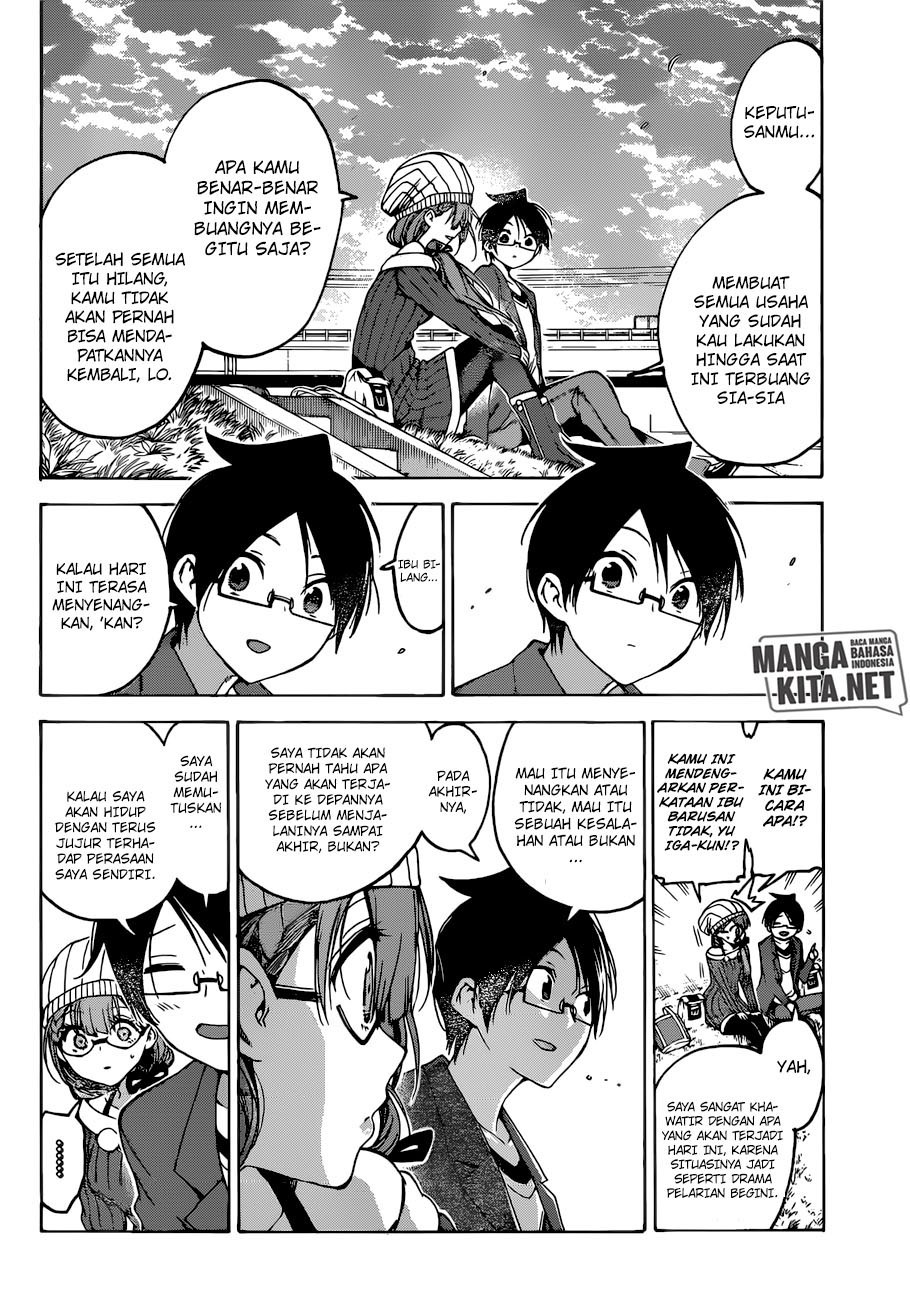 KEPUTU-
SANMU...
MEMBUAT
SEMUA USAHA
YANG SUDAH
KAU LAKUKAN
HINGGA SAAT
INI TERBUANG
SIA-SIA
APA KAMU
BENAR-BENAR
INGIN MEM-
BUANGNYA BE-
GITU SAJA?
SETELAH SEMUA
ITU HILANG,
KAMU TIDAK
AKAN PERNAH
BISA MENDA-
PATKANNYA
KEMBALI, LO.
IBU BI-
LANG...
KALAU HARI
INI TERASA
MENYENANG-
KAN, 'KAN?
MANGA
KITA.NET
BACA MANGA
BAHASA
INDONESIA
KAMU
INI BI-
CARA
APA!?
KAMU INI
MENDENG-
ARKAN PER-
KATAAN IBU
BARUSAN
TIDAK, YU
IGA-KUN!?
YAH,
SAYA SANGAT KHA-
WATIR DENGAN APA
YANG AKAN TERJADI
HARI INI, KARENA
SITUASINYA JADI
SEPERTI DRAMA
PELARIAN BEGINI.
MAU ITU MENYE-
NANGKAN ATAU
TIDAK, MAU ITU
SEBUAH KESALA-
HAN ATAU BUKAN
...
PADA
AKHIR-
NYA,
SAYA TIDAK AKAN
PERNAH TAHU APA
YANG AKAN TERJA-
DI KE DEPANNYA
SEBELUM MENJA-
LANINYA SAMPAI
AKHIR, BUKAN?
SAYA
SUDAH
MEMU-
TUSKAN
...
KALAU SAYA
AKAN HIDUP
DENGAN TERUS
JUJUR TERHA-
DAP PERASAAN
SAYA SENDIRI.